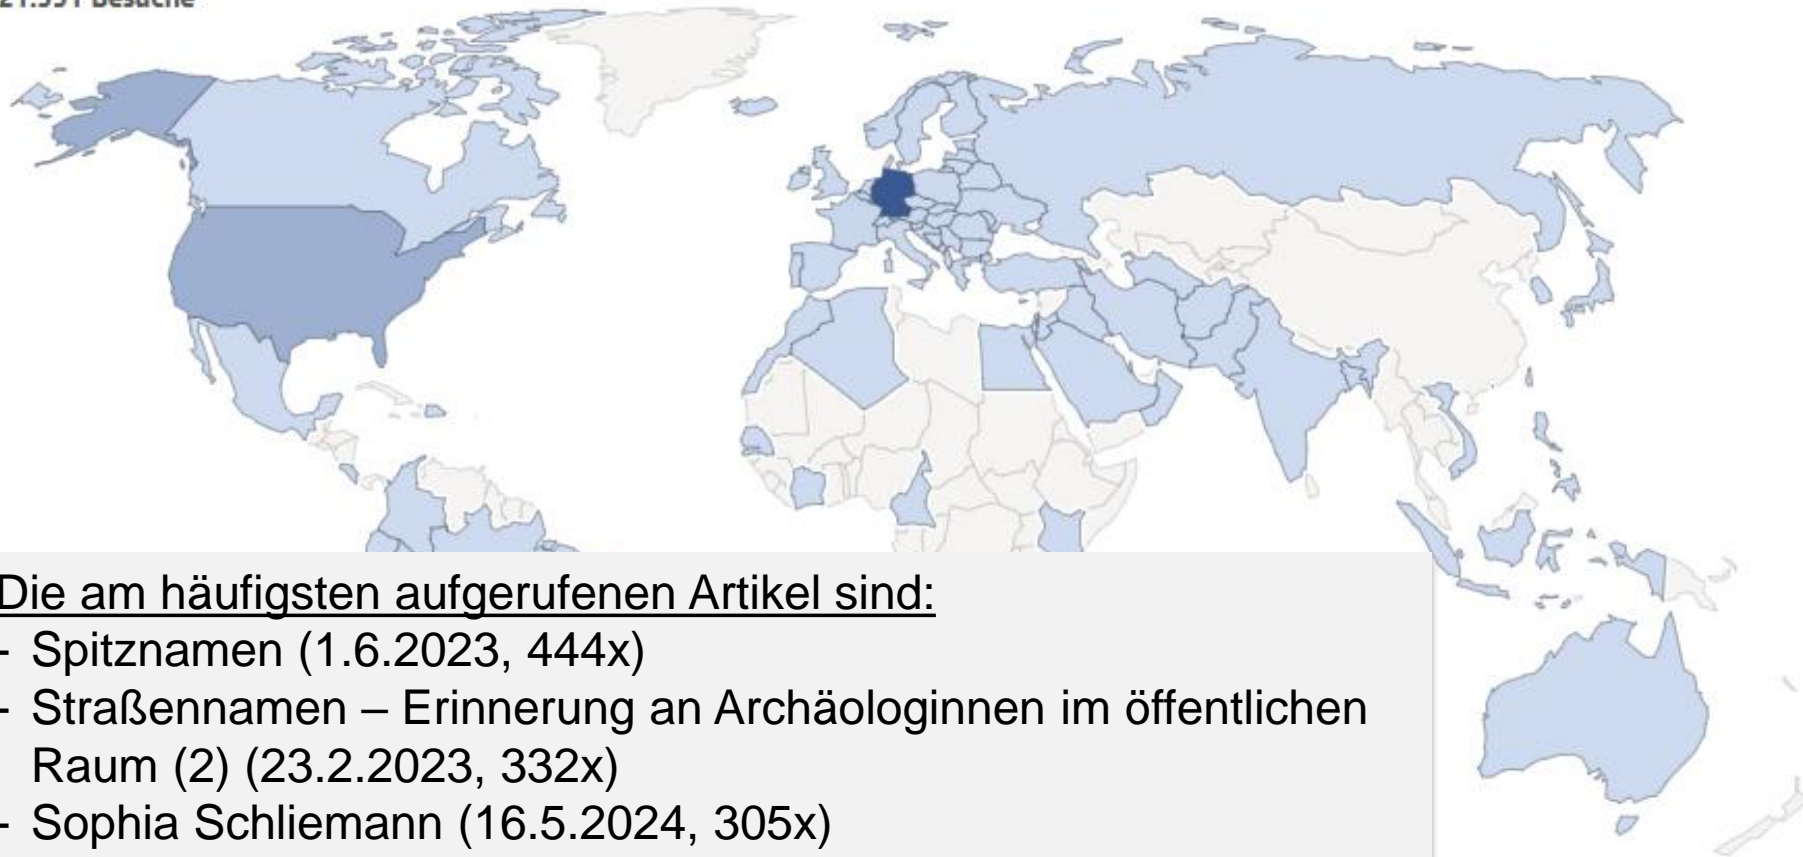 Besuche
Die am häufigsten aufgerufenen Artikel sind:
- Spitznamen (1.6.2023, 444x)
- Straßennamen – Erinnerung an Archäologinnen im öffentlichen
Raum (2) (23.2.2023, 332x)
- Sophia Schliemann (16.5.2024, 305x)